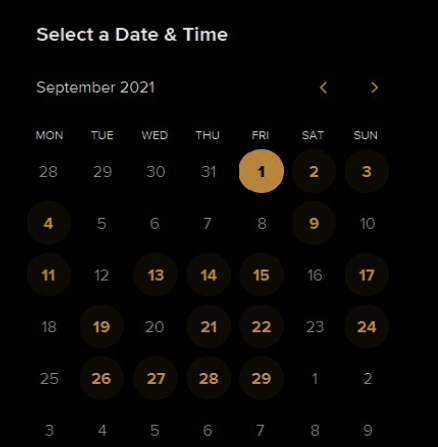 Select a Date & Time
September 2021
MON TUE WED THU FRI SAT SUN
28 29 30 31 1 2 3
4 5 6 7 8 9 10
11 12 13 14 15 16 17
18 19 20 21 22 23 24
25 26 27 28 29 1 2
3 4 5 6 7 8 9